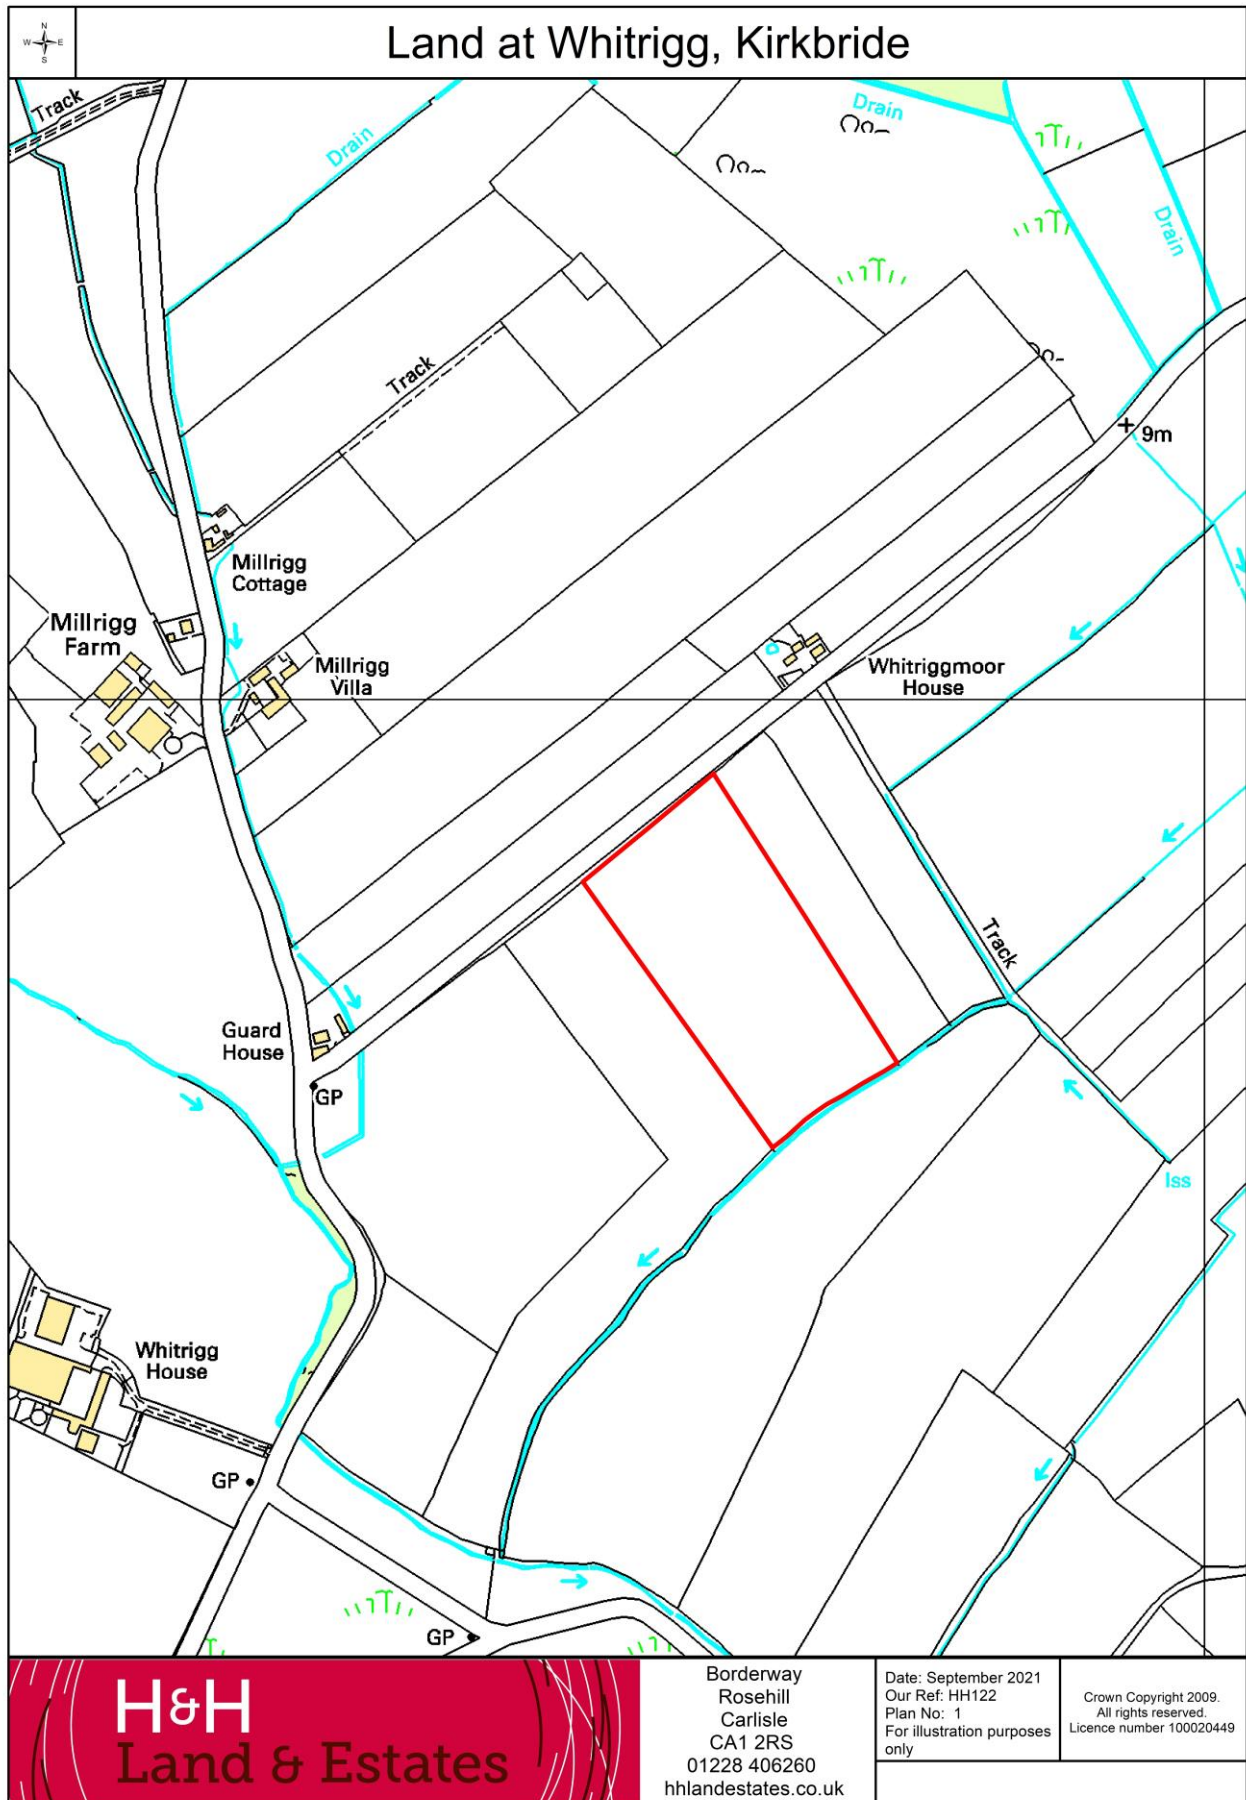 N
W E
S
Land at Whitrigg, Kirkbride
Track
Drain
Drain
Drain
Track
9m
Millrigg
Cottage
Millrigg
Farm
Millrigg
Villa
Whitriggmoor
House
Track
Guard
House
GP
Iss
Whitrigg
House
GP
GP
H&H
Land & Estates
Borderway
Rosehill
Carlisle
CA1 2RS
01228 406260
hhlandestates.co.uk
Date: September 2021
Our Ref: HH122
Plan No: 1
For illustration purposes
only
Crown Copyright 2009.
All rights reserved.
Licence number 100020449